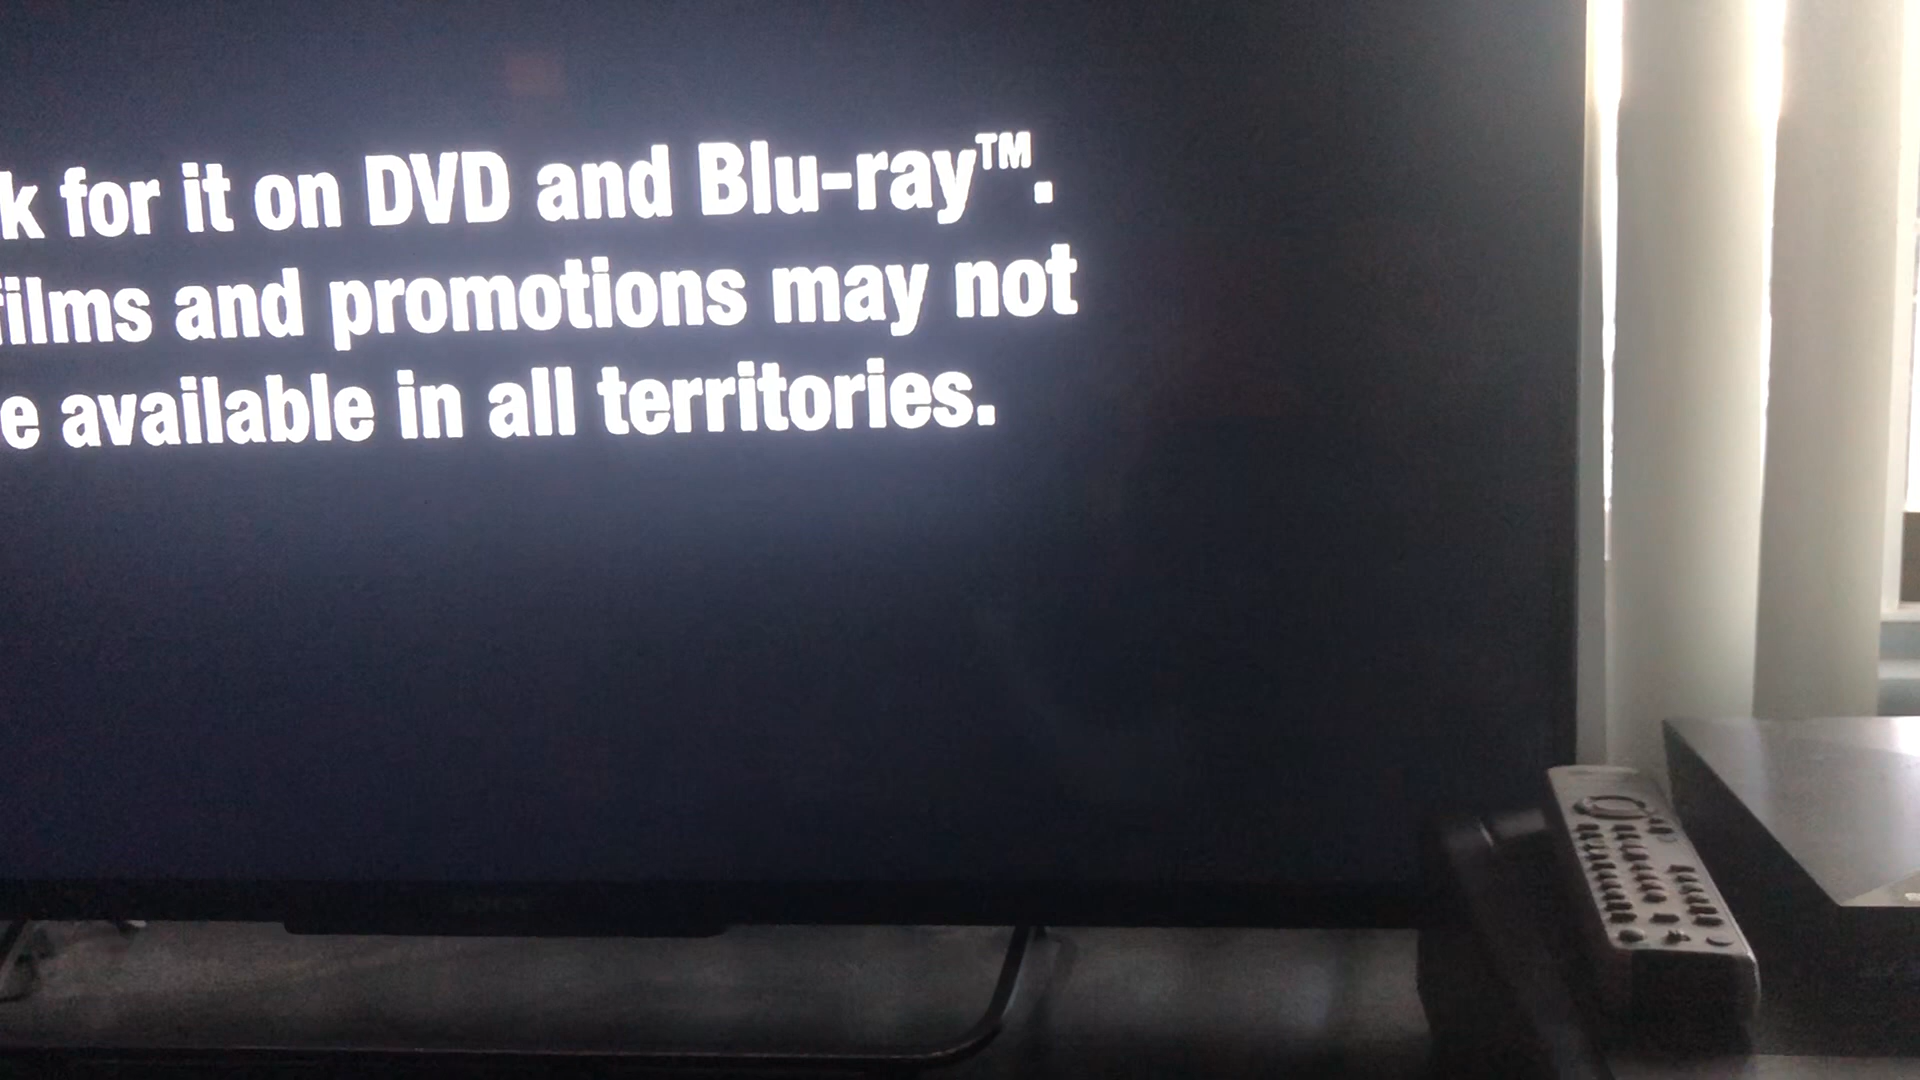 k for it on DVD and Blu-ray™.
films and promotions may not
e available in all territories.